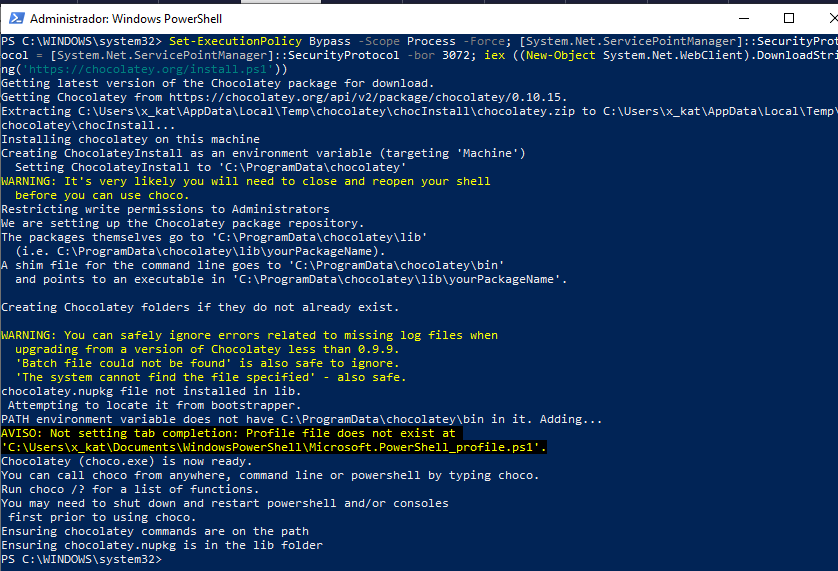 Administrador: Windows PowerShell
PS C:\WINDOWS\system32> Set-ExecutionPolicy Bypass -Scope Process -Force; [System.Net.ServicePointManager]::SecurityProt
ocol = [System.Net.ServicePointManager]::SecurityProtocol -bor 3072; iex ((New-Object System.Net.WebClient).DownloadStri
ng('https://chocolatey.org/install.ps1'))
Getting latest version of the Chocolatey package for download.
Getting Chocolatey from https://chocolatey.org/api/v2/package/chocolatey/0.10.15.
Extracting C:\Users\x_kat\AppData\Local\Temp\chocolatey\chocInstall\chocolatey.zip to C:\Users\x_kat\AppData\Local\Temp\
chocolatey\chocInstall...
Installing chocolatey on this machine
Creating ChocolateyInstall as an environment variable (targeting 'Machine')
  Setting ChocolateyInstall to 'C:\ProgramData\chocolatey'
WARNING: It's very likely you will need to close and reopen your shell
  before you can use choco.
Restricting write permissions to Administrators
We are setting up the Chocolatey package repository.
The packages themselves go to 'C:\ProgramData\chocolatey\lib'
  (i.e. C:\ProgramData\chocolatey\lib\yourPackageName).
A shim file for the command line goes to 'C:\ProgramData\chocolatey\bin'
  and points to an executable in 'C:\ProgramData\chocolatey\lib\yourPackageName'.
Creating Chocolatey folders if they do not already exist.
WARNING: You can safely ignore errors related to missing log files when
  upgrading from a version of Chocolatey less than 0.9.9.
  'Batch file could not be found' is also safe to ignore.
  'The system cannot find the file specified' - also safe.
chocolatey.nupkg file not installed in lib.
 Attempting to locate it from bootstrapper.
PATH environment variable does not have C:\ProgramData\chocolatey\bin in it. Adding...
AVISO: Not setting tab completion: Profile file does not exist at
'C:\Users\x_kat\Documents\WindowsPowerShell\Microsoft.PowerShell_profile.ps1'.
Chocolatey (choco.exe) is now ready.
You can call choco from anywhere, command line or powershell by typing choco.
Run choco /? for a list of functions.
You may need to shut down and restart powershell and/or consoles
 first prior to using choco.
Ensuring chocolatey commands are on the path
Ensuring chocolatey.nupkg is in the lib folder
PS C:\WINDOWS\system32>